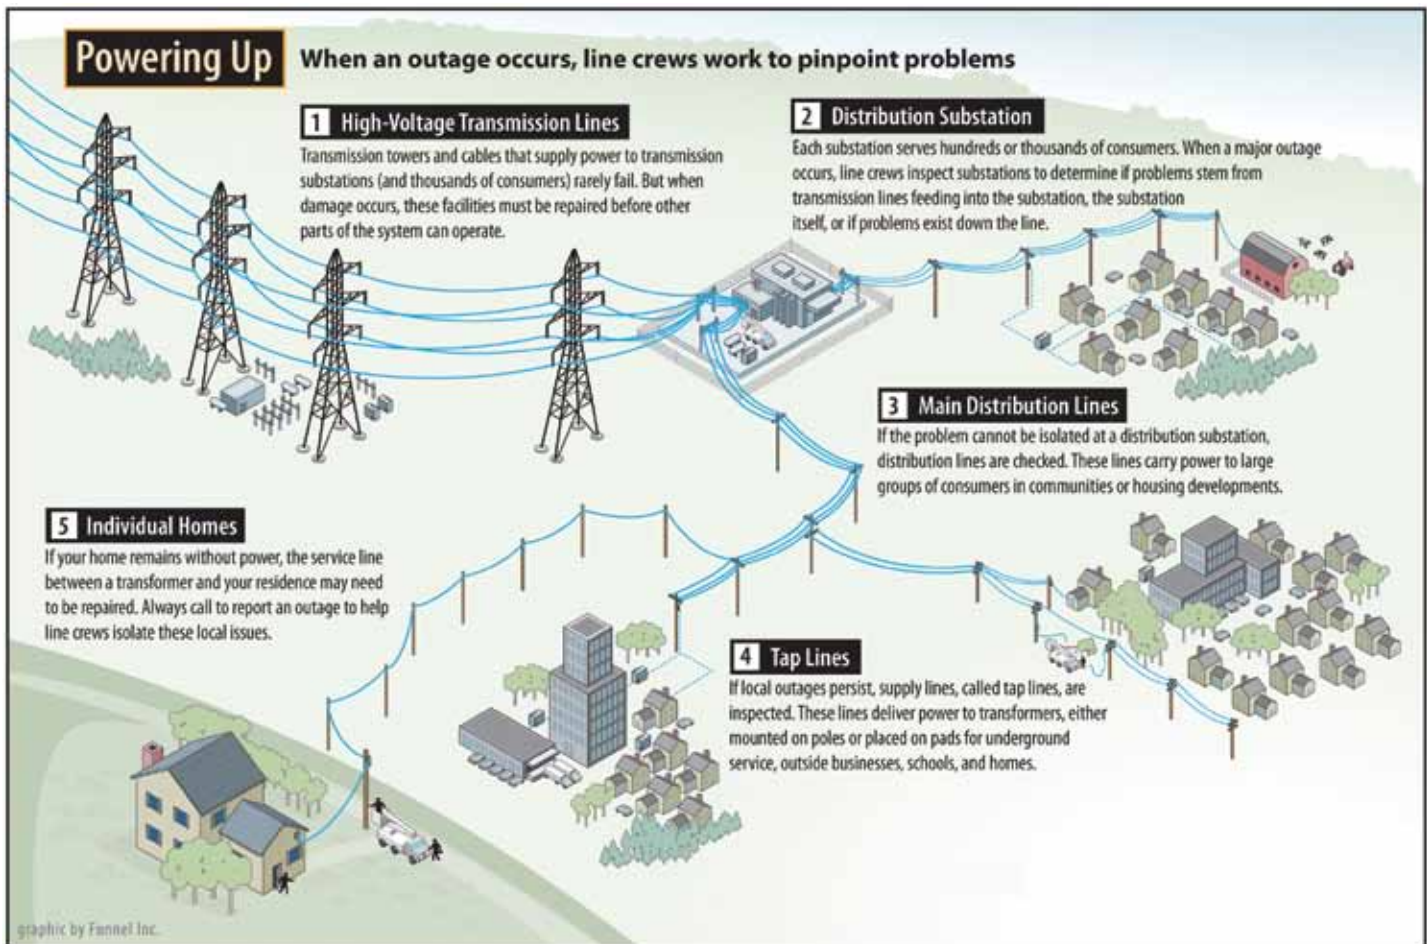 Powering Up
When an outage occurs, line crews work to pinpoint problems
1 High-Voltage Transmission Lines
Transmission towers and cables that supply power to transmission
substations (and thousands of consumers) rarely fail. But when
damage occurs, these facilities must be repaired before other
parts of the system can operate.
2 Distribution Substation
Each substation serves hundreds or thousands of consumers. When a major outage
occurs, line crews inspect substations to determine if problems stem from
transmission lines feeding into the substation, the substation
itself, or if problems exist down the line.
3 Main Distribution Lines
If the problem cannot be isolated at a distribution substation,
distribution lines are checked. These lines carry power to large
groups of consumers in communities or housing developments.
4 Tap Lines
If local outages persist, supply lines, called tap lines, are
inspected. These lines deliver power to transformers, either
mounted on poles or placed on pads for underground
service, outside businesses, schools, and homes.
5 Individual Homes
If your home remains without power, the service line
between a transformer and your residence may need
to be repaired. Always call to report an outage to help
line crews isolate these local issues.
graphic by Funnel Inc.